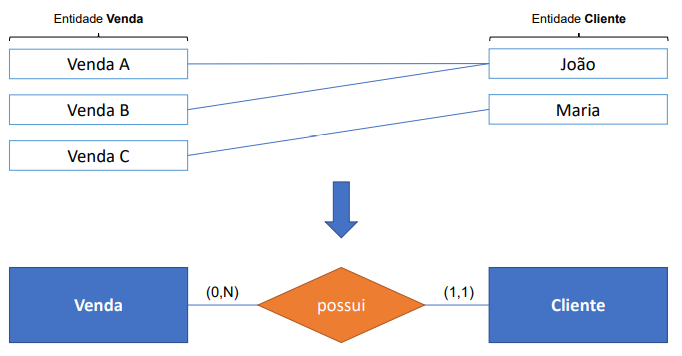 Entidade Venda
Entidade Cliente
Venda A
João
Venda B
Maria
Venda C
Venda
(0,N)
possui
(1,1)
Cliente